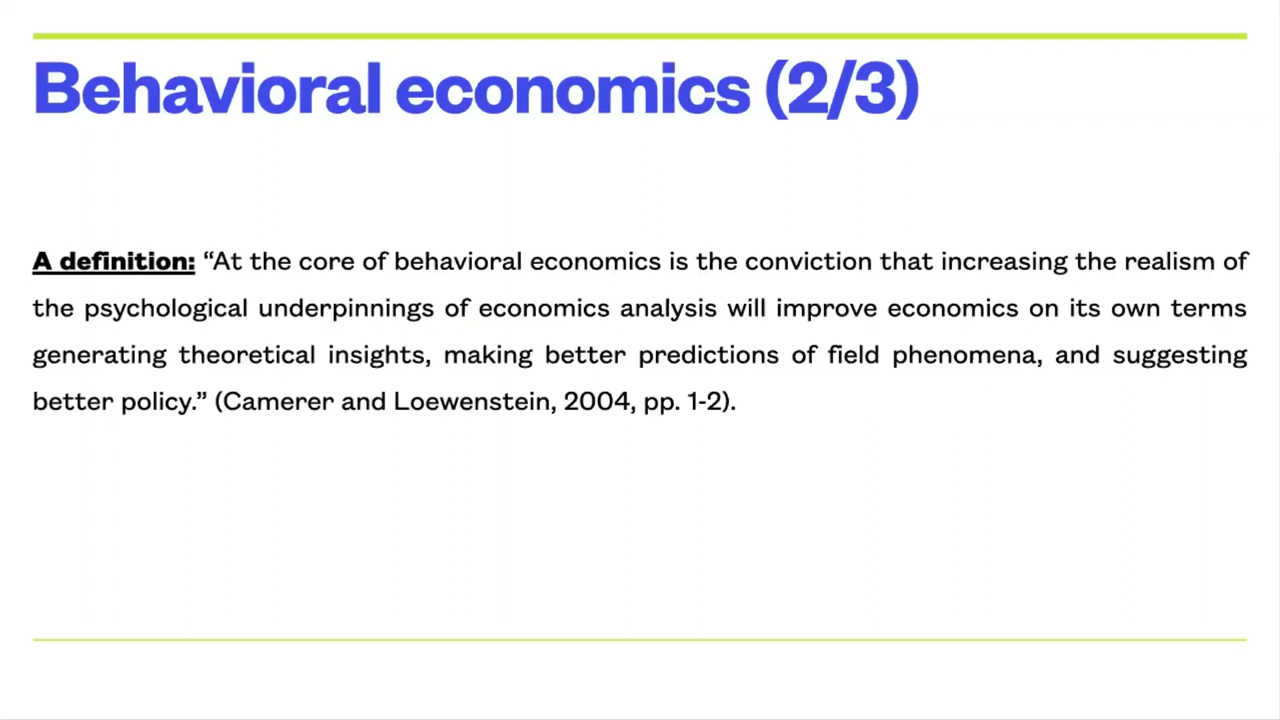 Behavioral economics (2/3)
A definition: “At the core of behavioral economics is the conviction that increasing the realism of
the psychological underpinnings of economics analysis will improve economics on its own terms
generating theoretical insights, making better predictions of field phenomena, and suggesting
better policy.” (Camerer and Loewenstein, 2004, pp. 1-2).